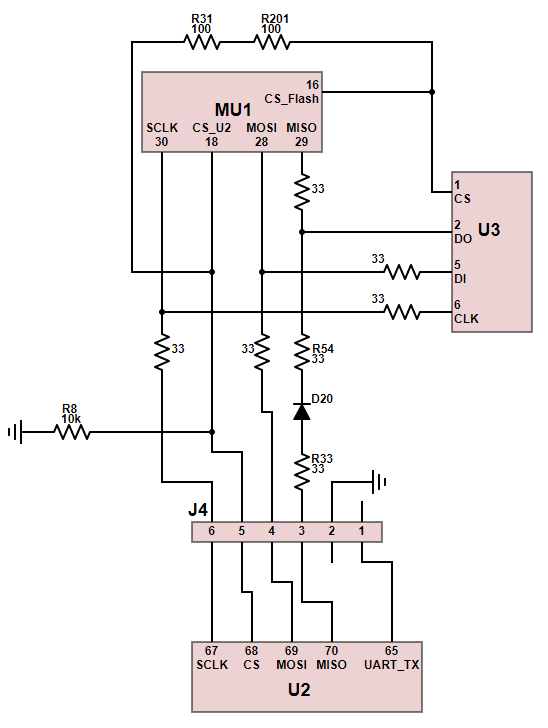 R31 R201
100 100
16
CS_Flash
MU1
SCLK CS_U2 MOSI MISO
30 18 28 29
33
1
CS
2
DO
U3
33
5
DI
33
6
CLK
33
33
R54
33
D20
R8
10k
R33
33
J4
6 5 4 3 2 1
67 68 69 70 65
SCLK CS MOSI MISO UART_TX
U2